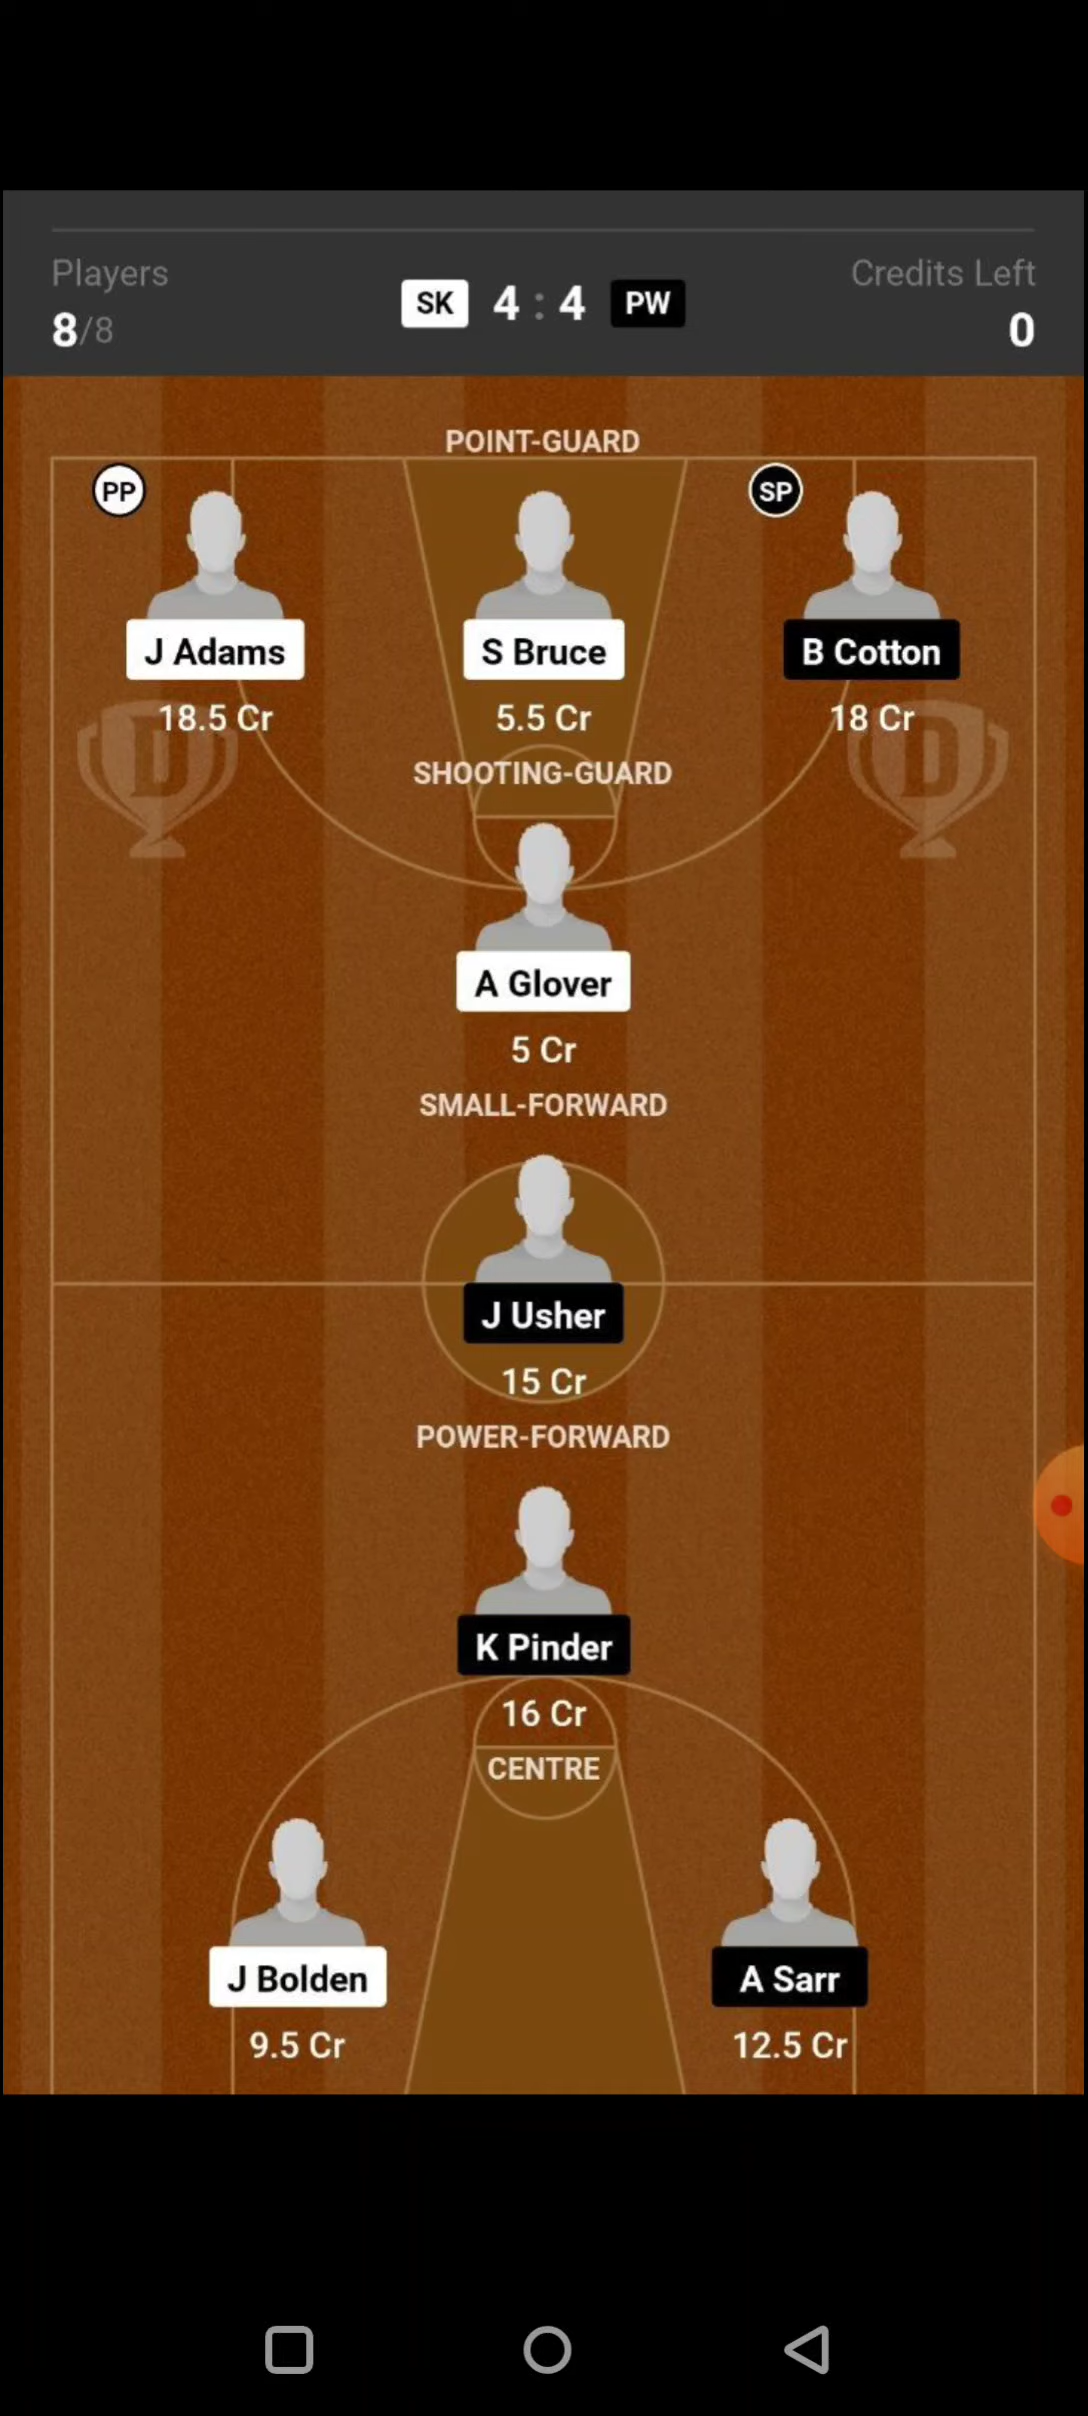 Players
8/8
SK 4 : 4 PW
Credits Left
0
POINT-GUARD
PP
SP
J Adams
S Bruce
B Cotton
18.5 Cr
5.5 Cr
18 Cr
D
D
SHOOTING-GUARD
A Glover
5 Cr
SMALL-FORWARD
J Usher
15 Cr
POWER-FORWARD
K Pinder
16 Cr
CENTRE
J Bolden
A Sarr
9.5 Cr
12.5 Cr